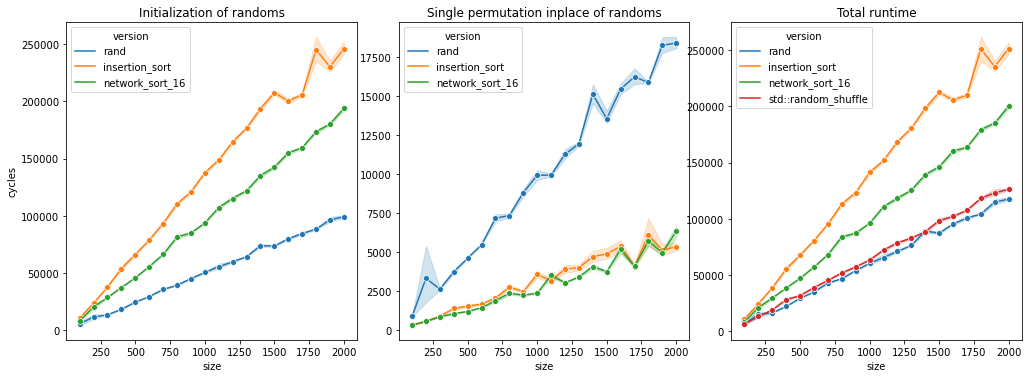 Initialization of randoms
cycles
250000
200000
150000
100000
50000
0
250
500
750
1000
1250
1500
1750
2000
size
version
rand
insertion_sort
network_sort_16
Single permutation inplace of randoms
17500
15000
12500
10000
7500
5000
2500
0
250
500
750
1000
1250
1500
1750
2000
size
version
rand
insertion_sort
network_sort_16
Total runtime
250000
200000
150000
100000
50000
0
250
500
750
1000
1250
1500
1750
2000
size
version
rand
insertion_sort
network_sort_16
std::random_shuffle